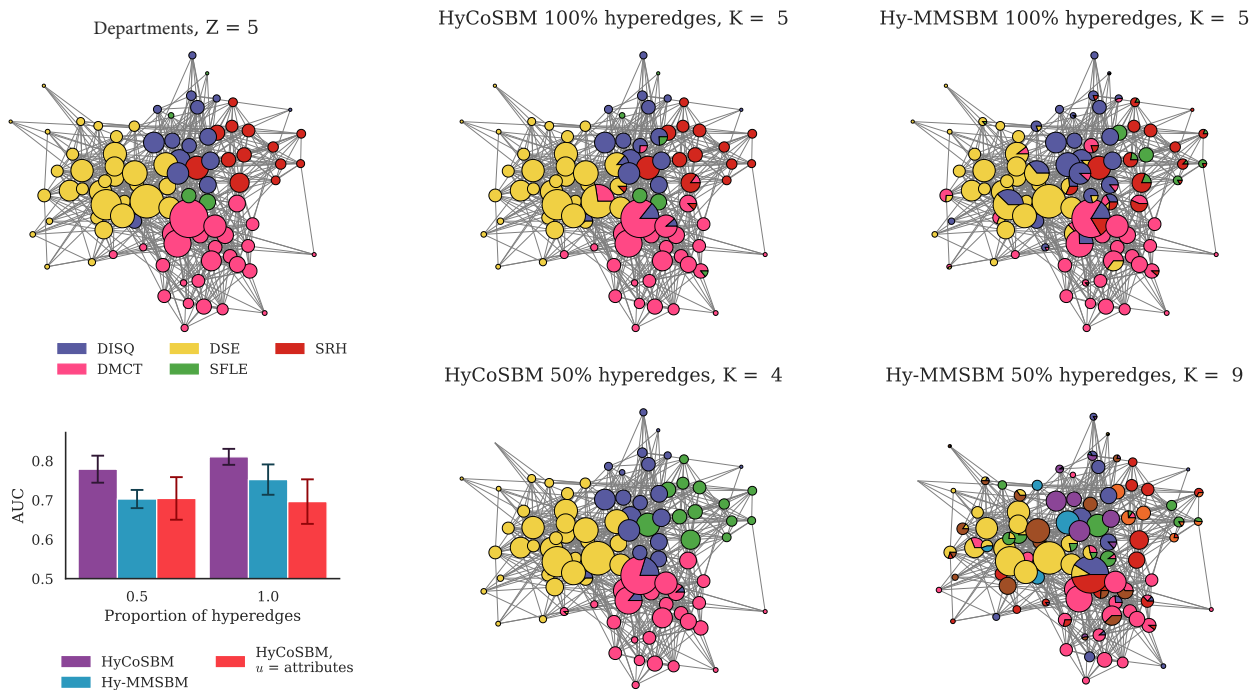 Departments, Z = 5
HyCoSBM 100% hyperedges, K = 5
Hy-MMSBM 100% hyperedges, K = 5
DISQ
DSE
SRH
DMCT
SFLE
HyCoSBM 50% hyperedges, K = 4
Hy-MMSBM 50% hyperedges, K = 9
AUC
0.8
0.7
0.6
0.5
0.5
1.0
Proportion of hyperedges
HyCoSBM
Hy-MMSBM
HyCoSBM,
u = attributes